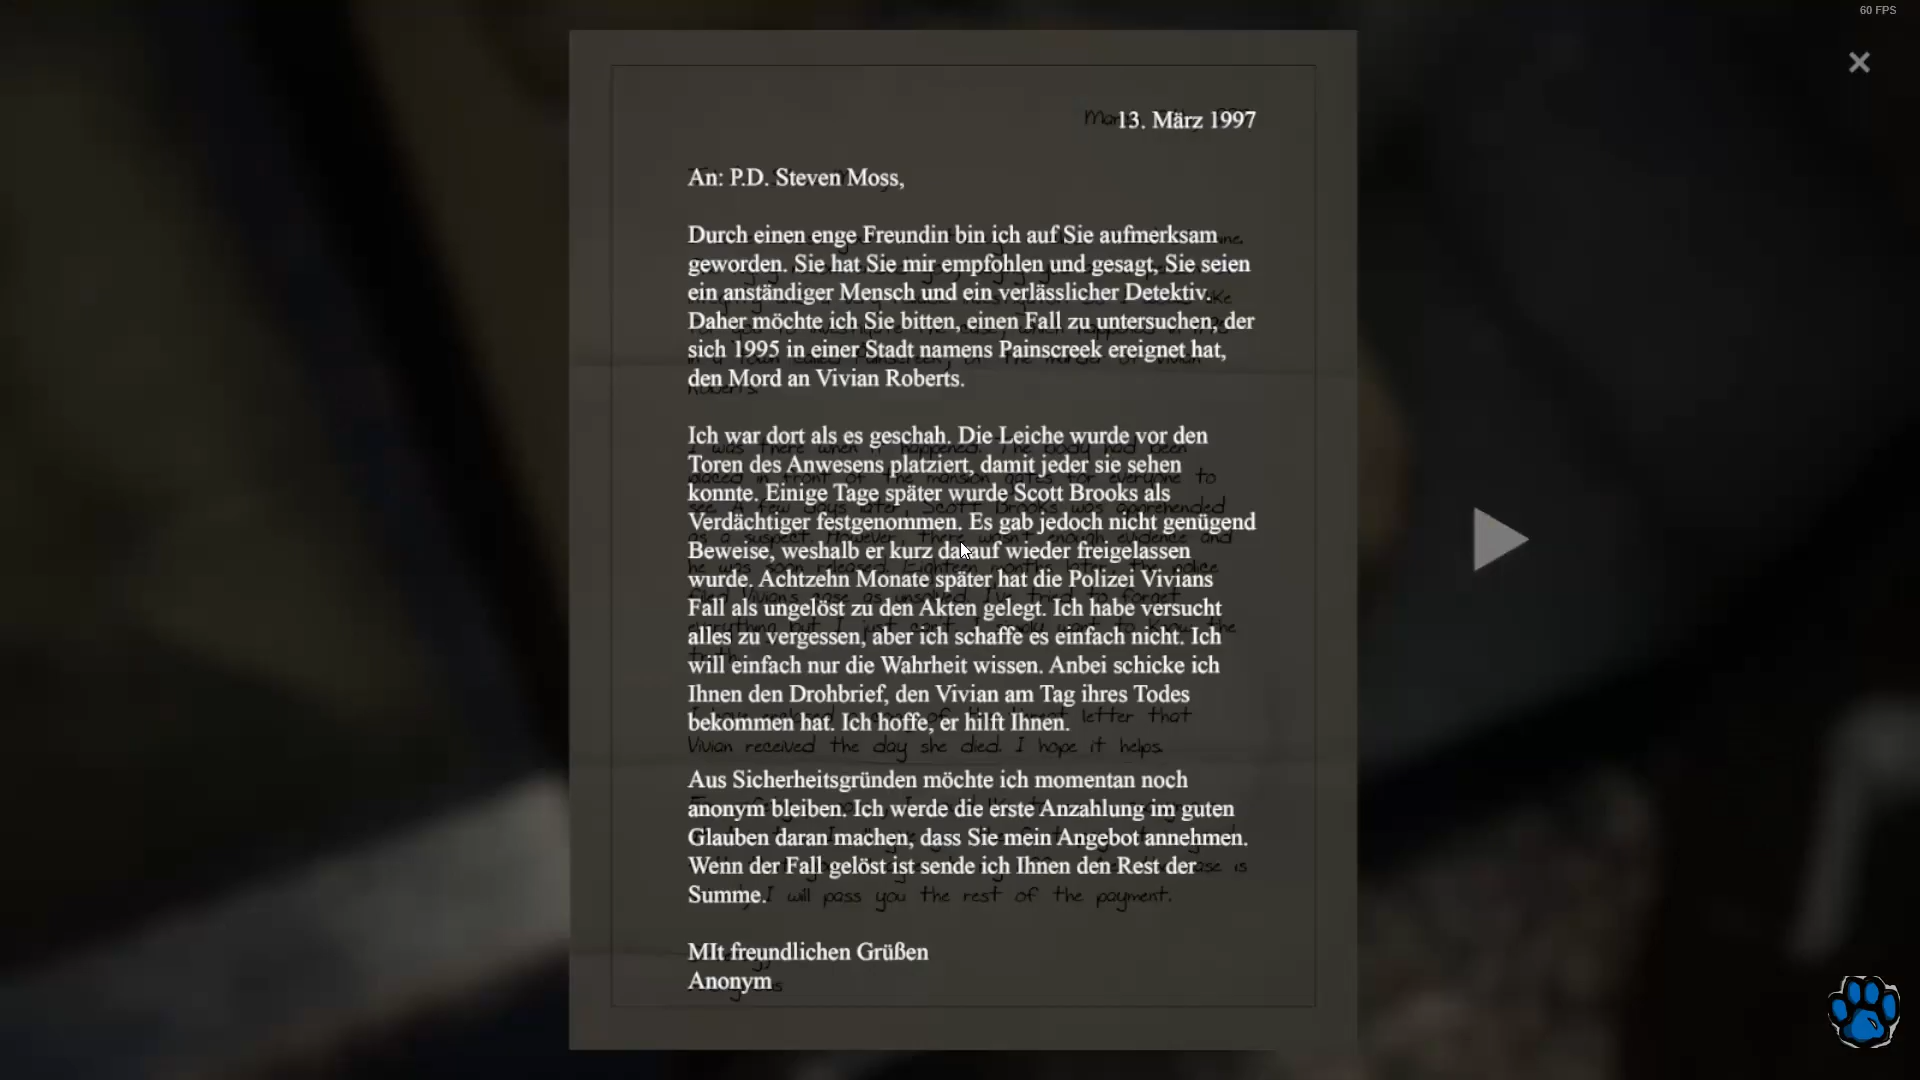 60 FPS
13. März 1997
An: P.D. Steven Moss,
Durch einen enge Freundin bin ich auf Sie aufmerksam
geworden. Sie hat Sie mir empfohlen und gesagt, Sie seien
ein anständiger Mensch und ein verlässlicher Detektiv.
Daher möchte ich Sie bitten, einen Fall zu untersuchen, der
sich 1995 in einer Stadt namens Painscreek ereignet hat,
den Mord an Vivian Roberts.
Ich war dort als es geschah. Die Leiche wurde vor den
Toren des Anwesens platziert, damit jeder sie sehen
konnte. Einige Tage später wurde Scott Brooks als
Verdächtiger festgenommen. Es gab jedoch nicht genügend
Beweise, weshalb er kurz darauf wieder freigelassen
wurde. Achtzehn Monate später hat die Polizei Vivians
Fall als ungelöst zu den Akten gelegt. Ich habe versucht
alles zu vergessen, aber ich schaffe es einfach nicht. Ich
will einfach nur die Wahrheit wissen. Anbei schicke ich
Ihnen den Drohbrief, den Vivian am Tag ihres Todes
bekommen hat. Ich hoffe, er hilft Ihnen.
letter that
Vivian received the day she died. I hope it helps.
Aus Sicherheitsgründen möchte ich momentan noch
anonym bleiben. Ich werde die erste Anzahlung im guten
Glauben daran machen, dass Sie mein Angebot annehmen.
Wenn der Fall gelöst ist sende ich Ihnen den Rest der
Summe. I will pass you the rest of the payment.
MIt freundlichen Grüßen
Anonym